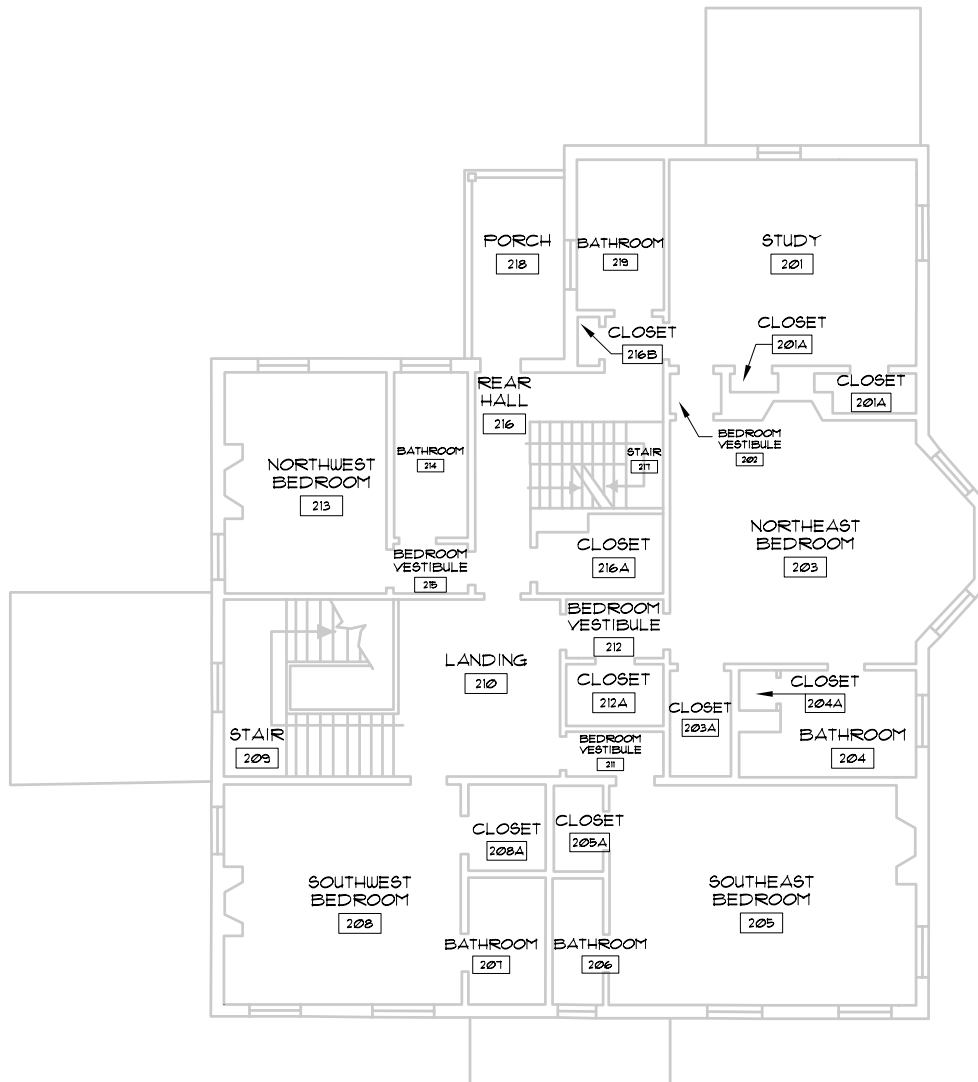 PORCH
218
BATHROOM
219
STUDY
201
CLOSET
216B
CLOSET
201A
CLOSET
201A
REAR
HALL
216
BEDROOM
VESTIBULE
202
BATHROOM
214
STAIR
217
NORTHWEST
BEDROOM
213
NORTHEAST
BEDROOM
203
CLOSET
216A
BEDROOM
VESTIBULE
215
BEDROOM
VESTIBULE
212
LANDING
210
CLOSET
212A
CLOSET
203A
CLOSET
204A
STAIR
209
BEDROOM
VESTIBULE
211
BATHROOM
204
CLOSET
208A
CLOSET
205A
SOUTHWEST
BEDROOM
208
SOUTHEAST
BEDROOM
205
BATHROOM
207
BATHROOM
206